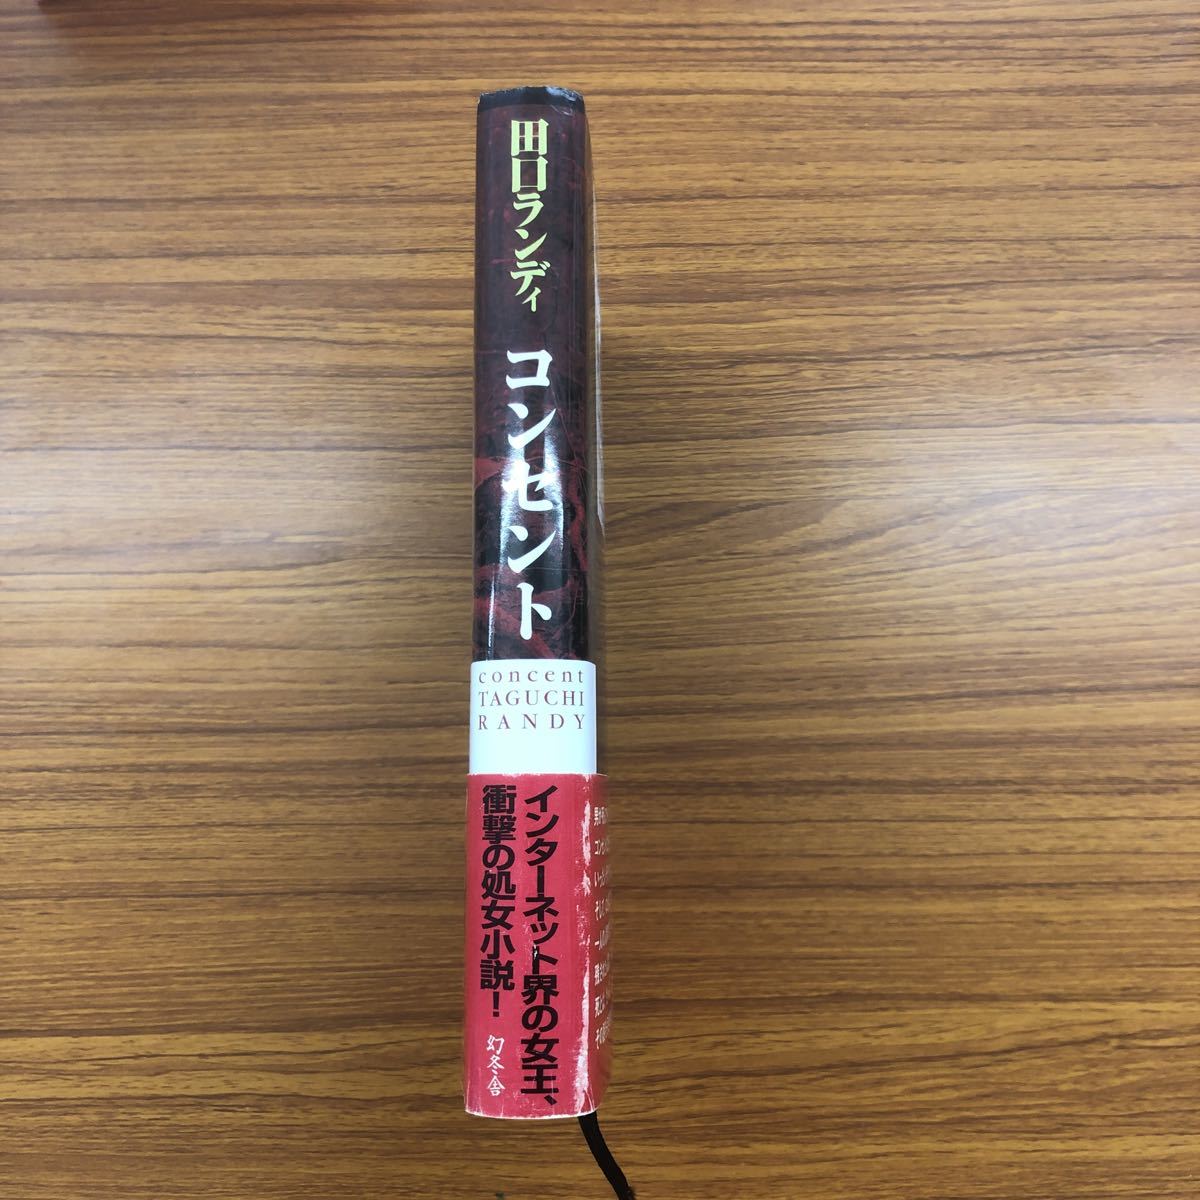 田口ランディ
コンセント
concent
TAGUCHI
RANDY
インターネット界の女王、
衝撃の処女小説!
幻冬舎